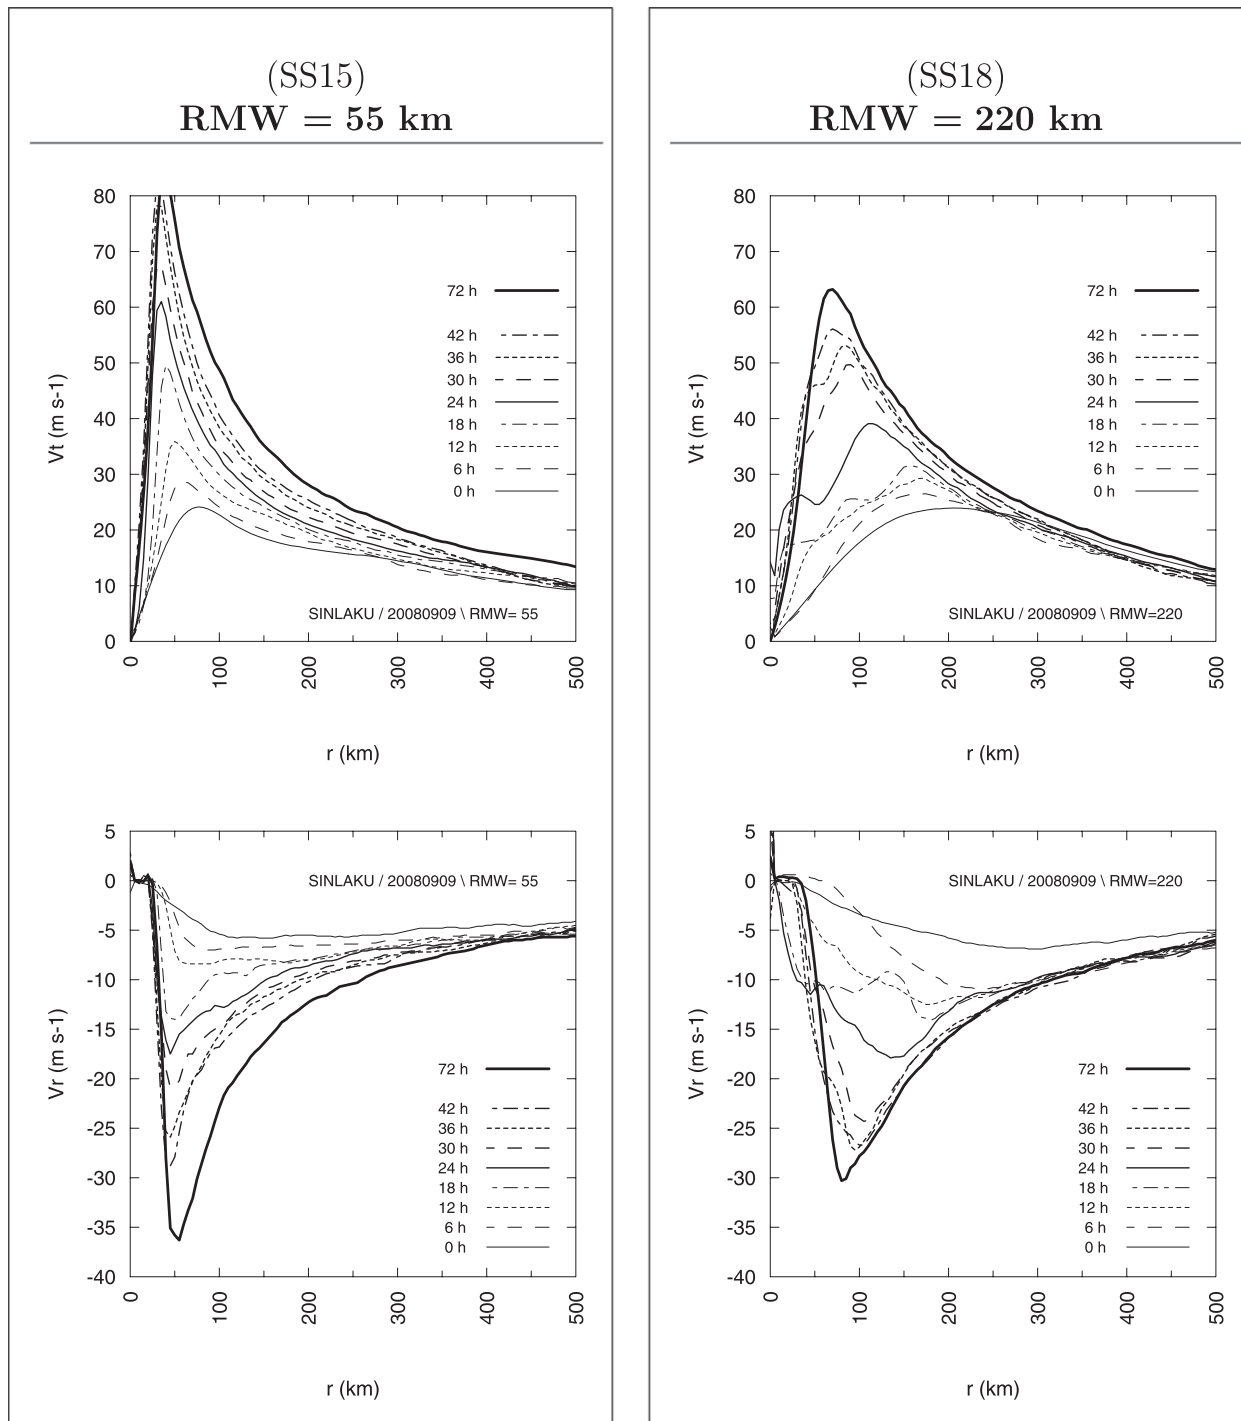 (SS15)
RMW = 55 km
80
70
60
50
40
30
20
10
0
Vt (m s-1)
72 h
42 h
36 h
30 h
24 h
18 h
12 h
6 h
0 h
SINLAKU / 20080909 \ RMW= 55
0
100
200
300
400
500
r (km)
5
0
-5
-10
-15
-20
-25
-30
-35
-40
Vr (m s-1)
SINLAKU / 20080909 \ RMW= 55
72 h
42 h
36 h
30 h
24 h
18 h
12 h
6 h
0 h
0
100
200
300
400
500
r (km)
(SS18)
RMW = 220 km
80
70
60
50
40
30
20
10
0
Vt (m s-1)
72 h
42 h
36 h
30 h
24 h
18 h
12 h
6 h
0 h
SINLAKU / 20080909 \ RMW=220
0
100
200
300
400
500
r (km)
5
0
-5
-10
-15
-20
-25
-30
-35
-40
Vr (m s-1)
SINLAKU / 20080909 \ RMW=220
72 h
42 h
36 h
30 h
24 h
18 h
12 h
6 h
0 h
0
100
200
300
400
500
r (km)